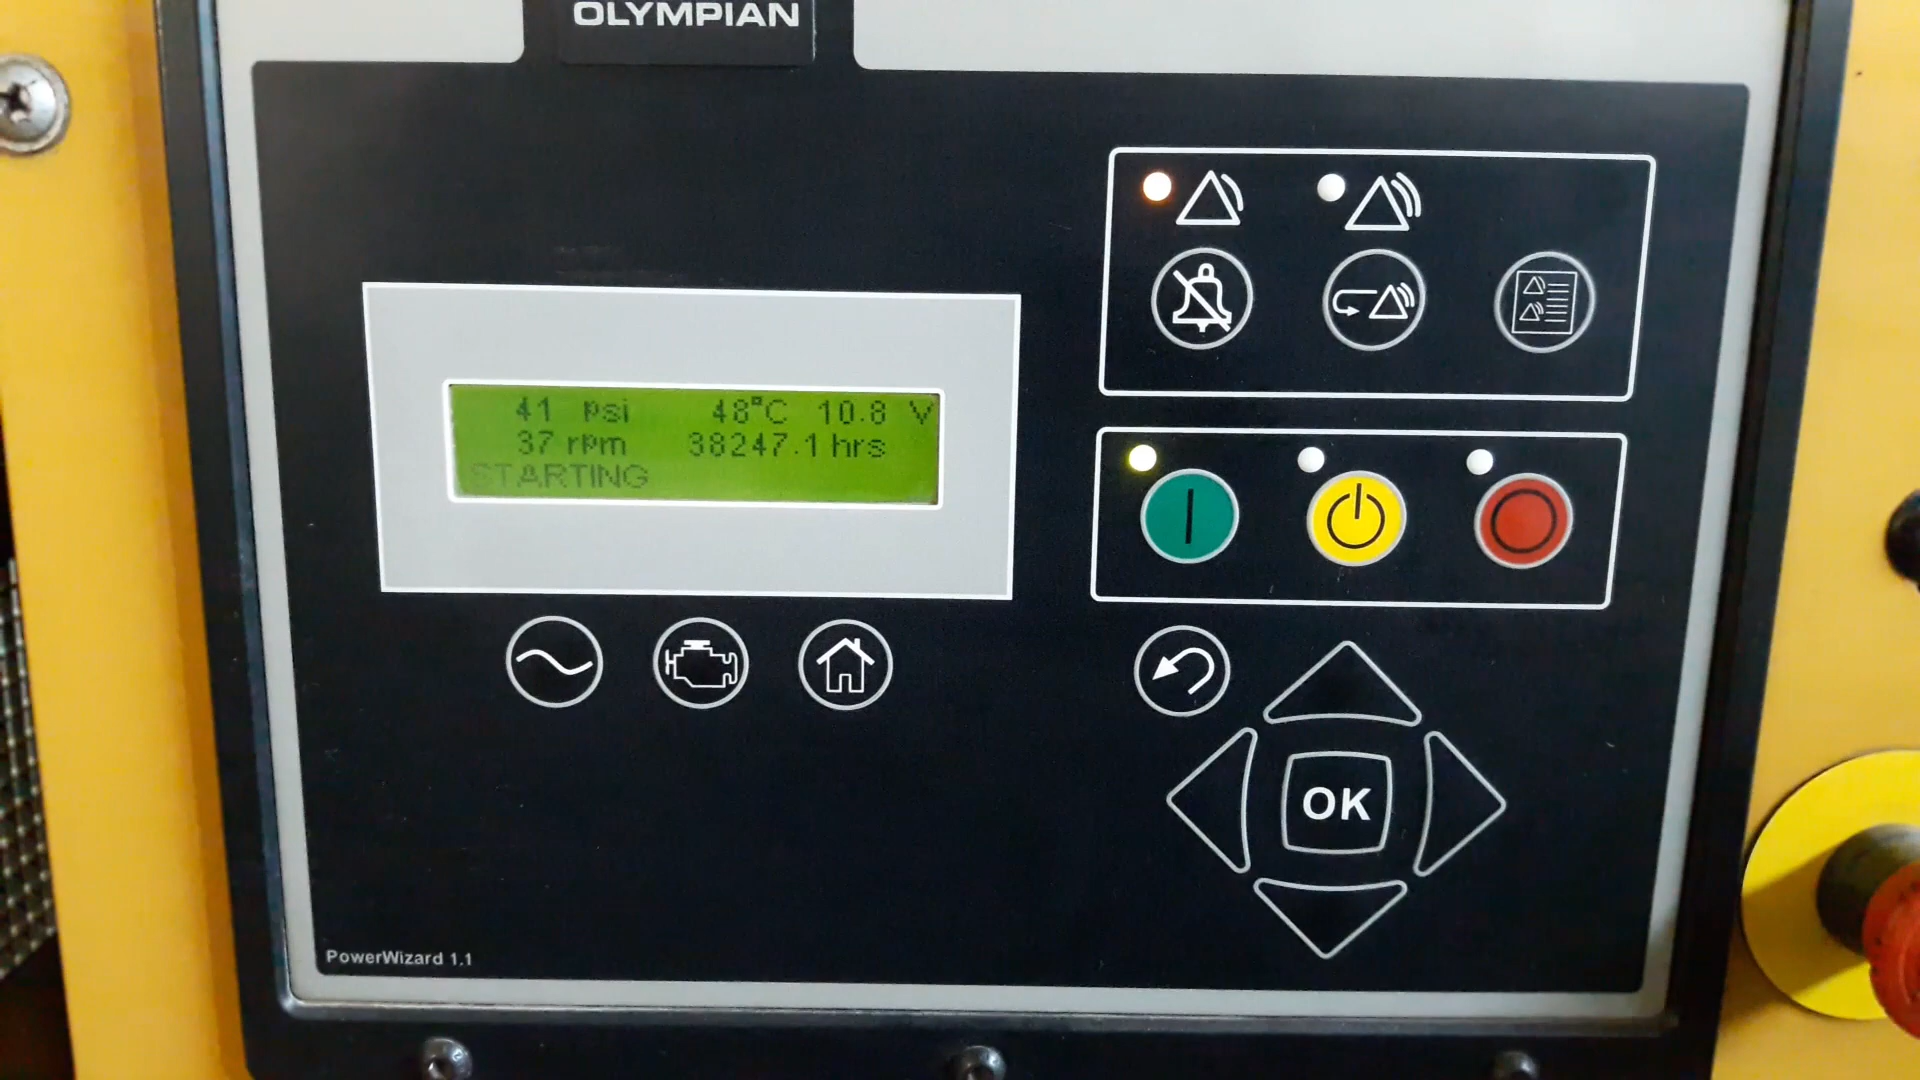 OLYMPIAN
41 psi 48°C 10.8 V
37 rpm 38247.1 hrs
STARTING
OK
PowerWizard 1.1